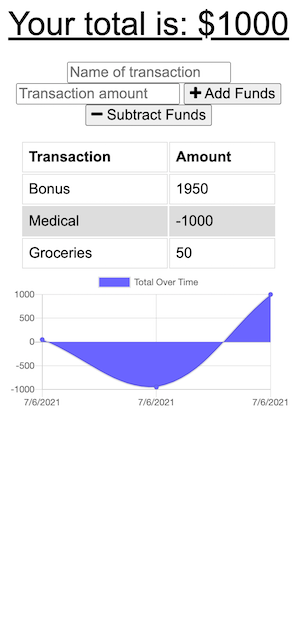 Your total is: $1000
Name of transaction
Transaction amount + Add Funds
− Subtract Funds
Transaction Amount
Bonus 1950
Medical -1000
Groceries 50
Total Over Time
1000
500
0
-500
-1000
7/6/2021 7/6/2021 7/6/2021